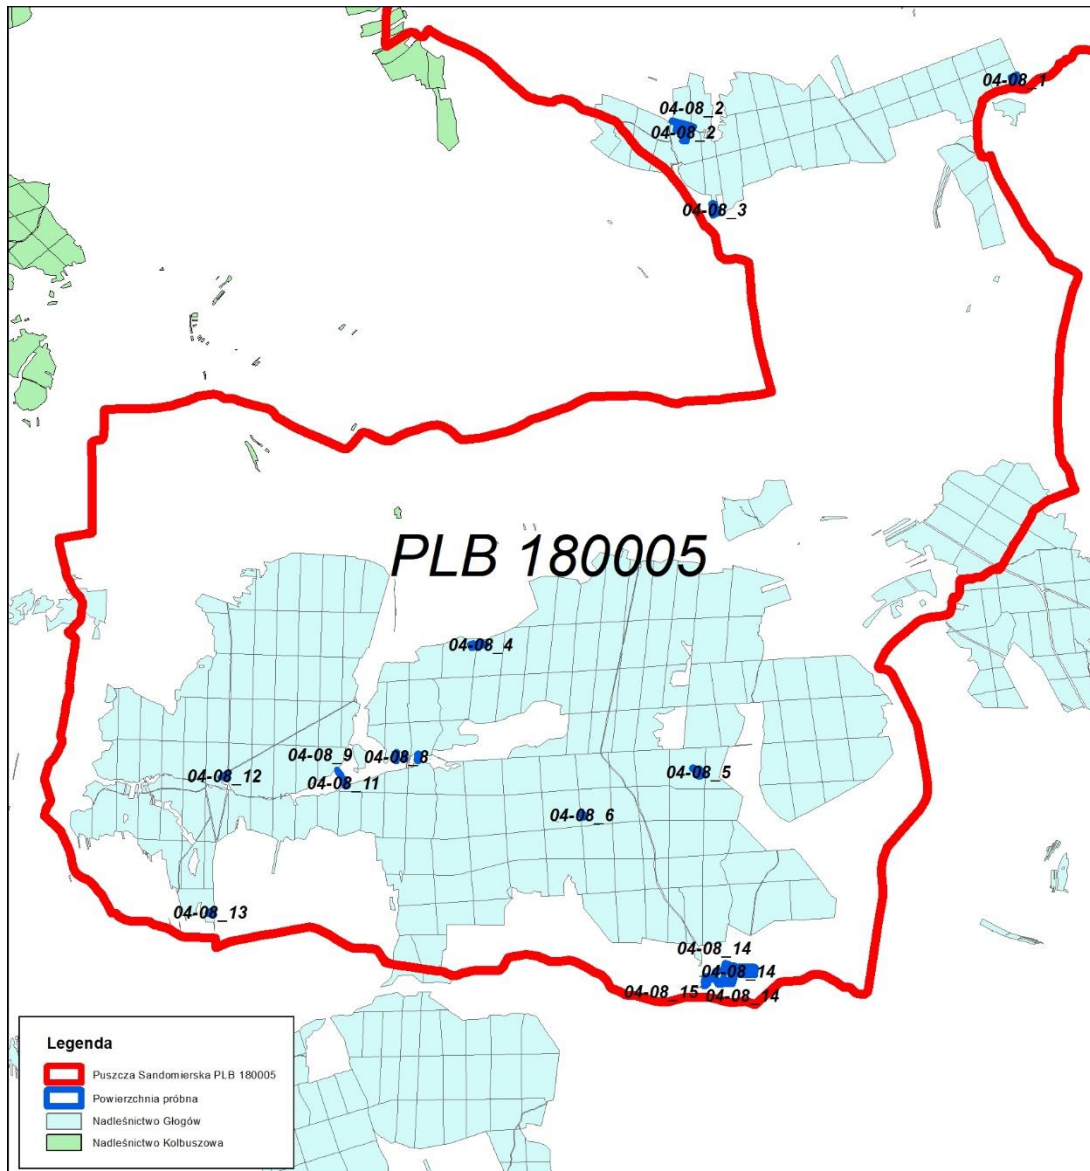 04-08_1
04-08_2
04-08_2
04-08_3
PLB 180005
04-08_4
04-08_9
04-08_8
04-08_12
04-08_11
04-08_5
04-08_6
04-08_13
04-08_14
04-08_14
04-08_15
04-08_14
Legenda
Puszcza Sandomierska PLB 180005
Powierzchnia próbna
Nadleśnictwo Głogów
Nadleśnictwo Kolbuszowa